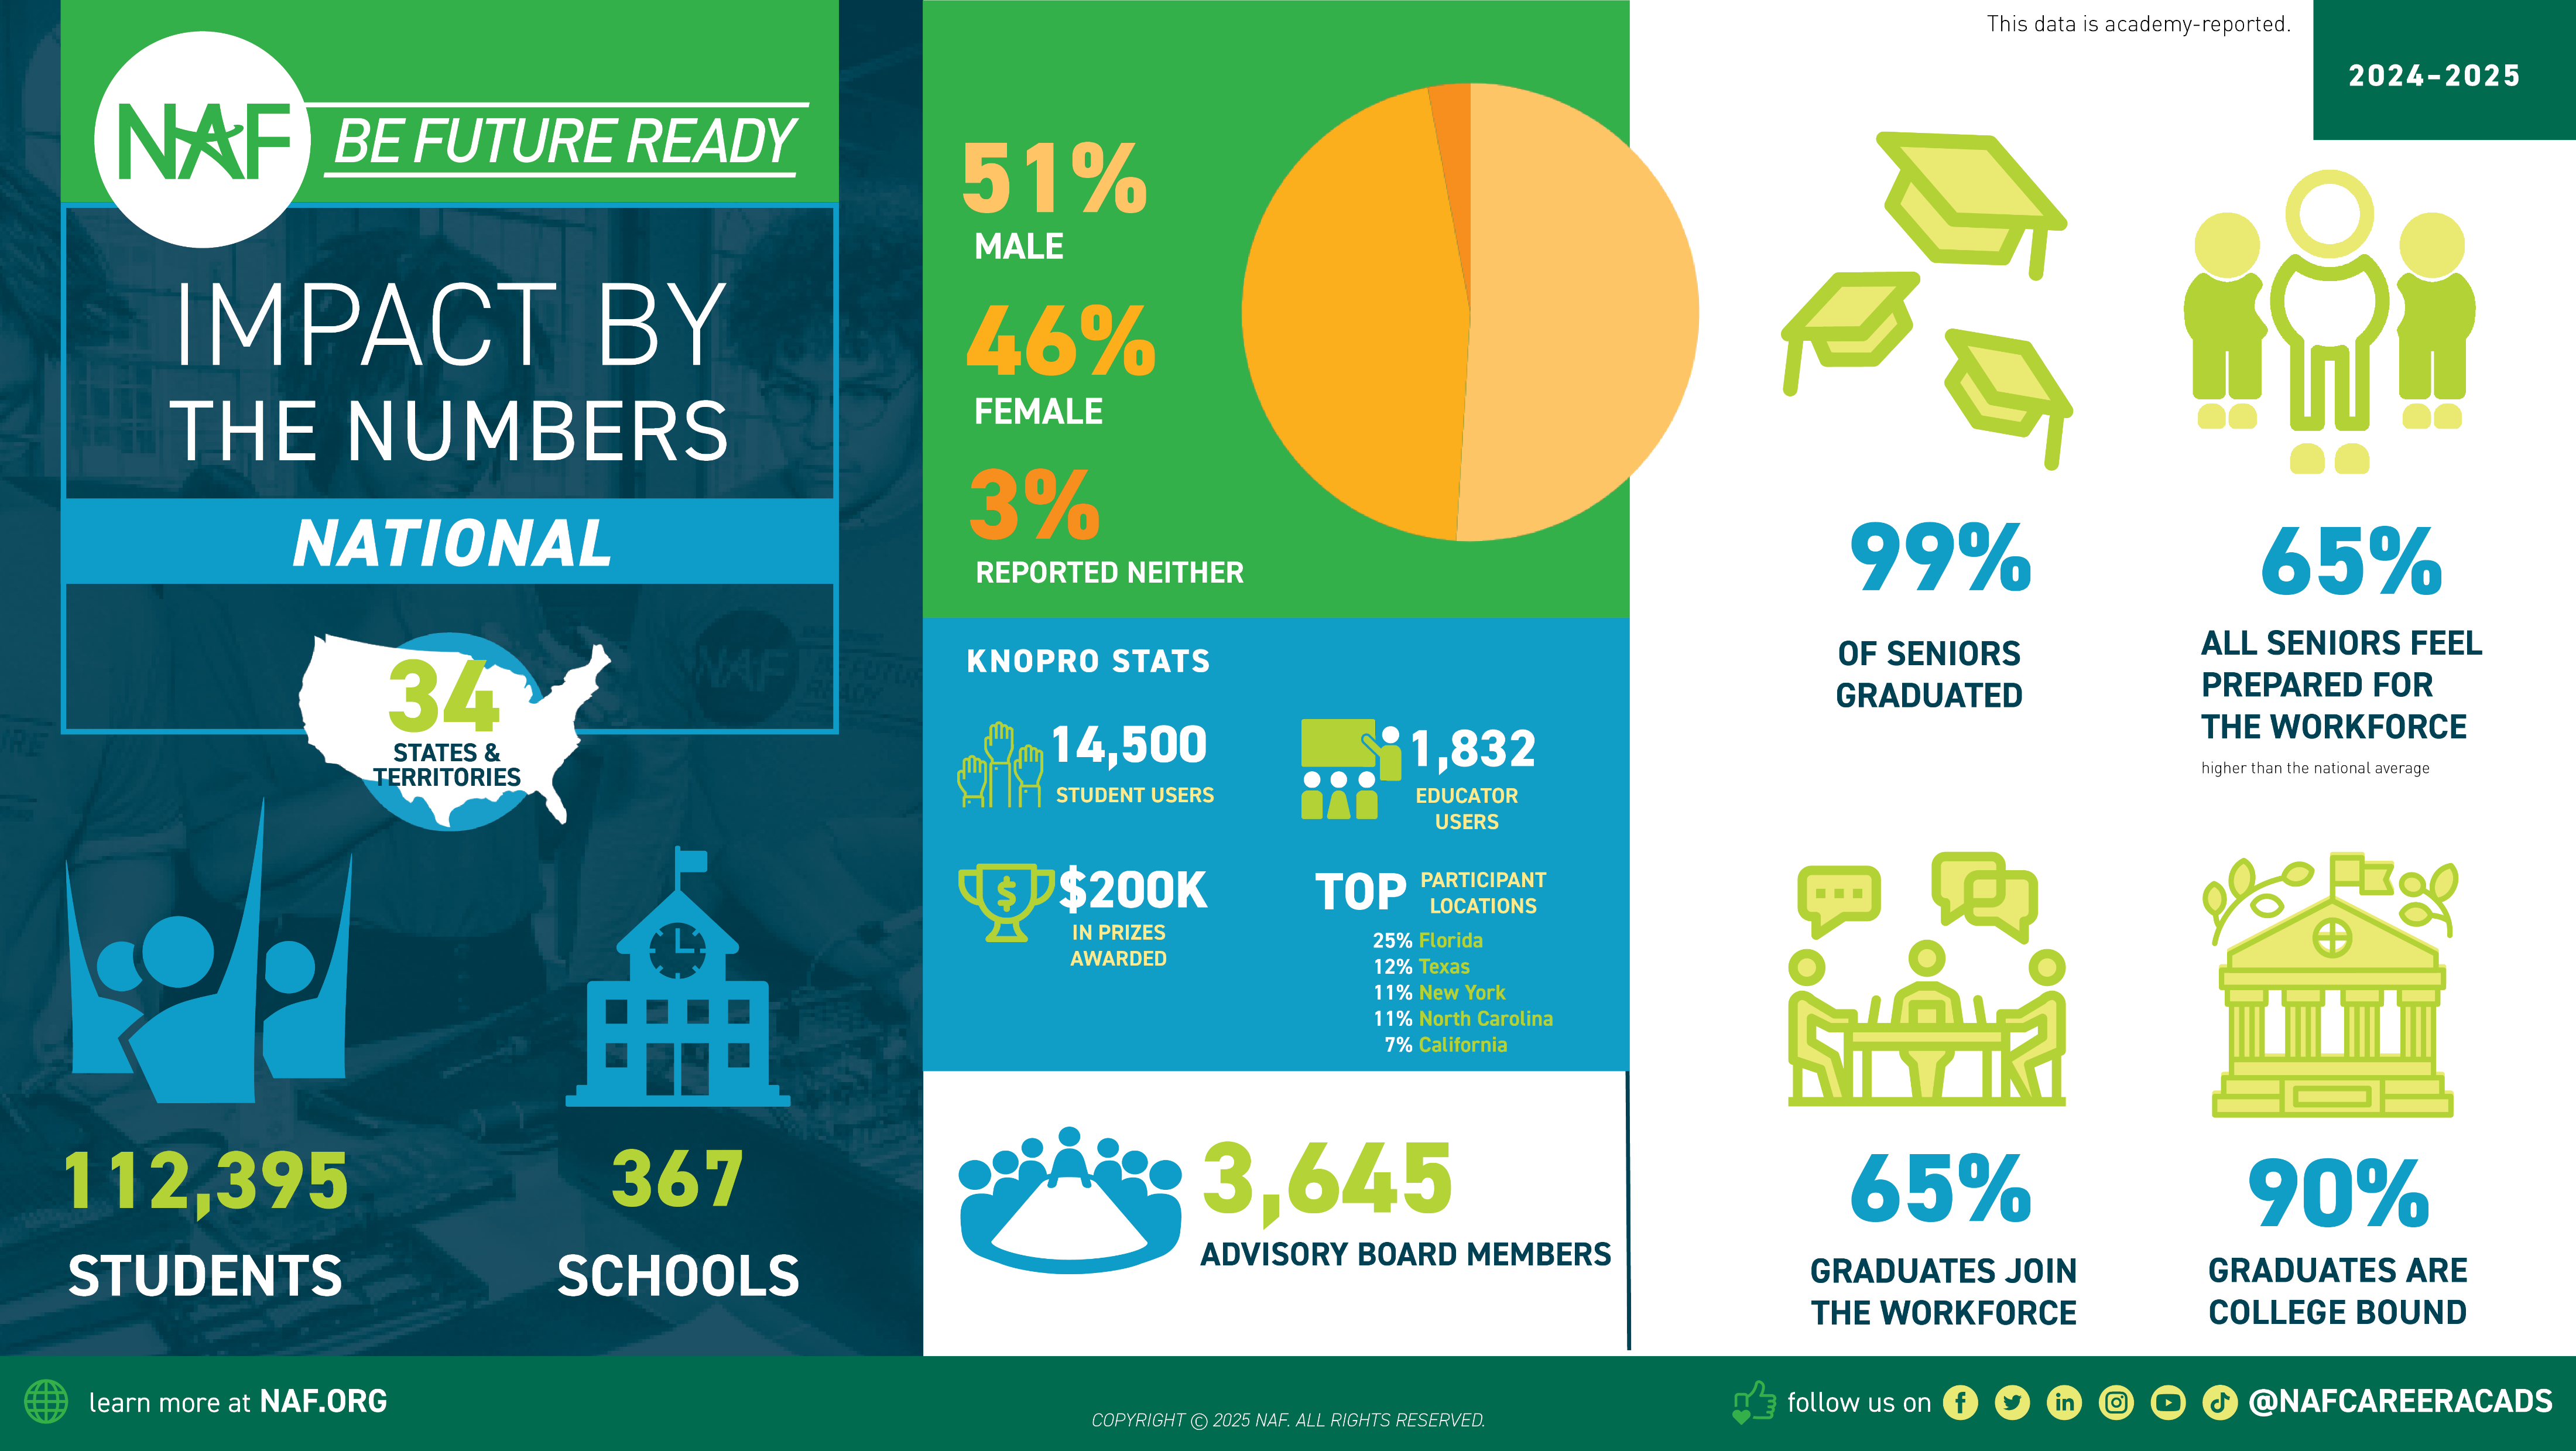 NAF
BE FUTURE READY
IMPACT BY
THE NUMBERS
NATIONAL
34
STATES &
TERRITORIES
112,395
STUDENTS
367
SCHOOLS
51%
MALE
46%
FEMALE
3%
REPORTED NEITHER
KNOPRO STATS
14,500
STUDENT USERS
1,832
EDUCATOR
USERS
$200K
IN PRIZES
AWARDED
TOP
PARTICIPANT
LOCATIONS
25% Florida
12% Texas
11% New York
11% North Carolina
7% California
3,645
ADVISORY BOARD MEMBERS
This data is academy-reported.
2024-2025
99%
OF SENIORS
GRADUATED
65%
ALL SENIORS FEEL
PREPARED FOR
THE WORKFORCE
higher than the national average
65%
GRADUATES JOIN
THE WORKFORCE
90%
GRADUATES ARE
COLLEGE BOUND
learn more at NAF.ORG
COPYRIGHT © 2025 NAF. ALL RIGHTS RESERVED.
follow us on
@NAFCAREERACADS